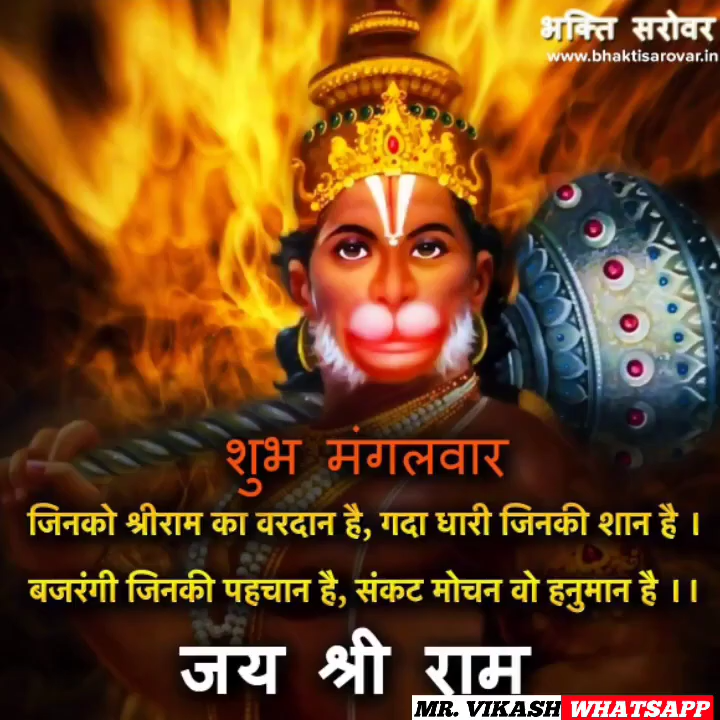 भक्ति सरोवर
www.bhaktisarovar.in
शुभ मंगलवार
जिनको श्रीराम का वरदान है, गदा धारी जिनकी शान है ।
बजरंगी जिनकी पहचान है, संकट मोचन वो हनुमान है ।।
जय श्री राम
MR. VIKASH WHATSAPP